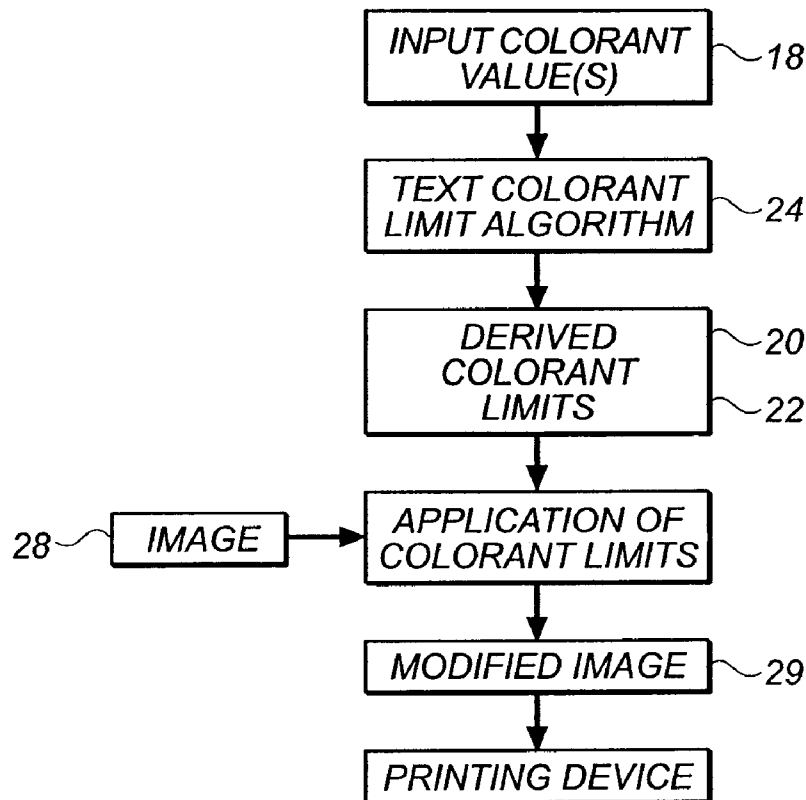 INPUT COLORANT
VALUE(S)
18
TEXT COLORANT
LIMIT ALGORITHM
24
DERIVED
COLORANT
LIMITS
20
22
28
IMAGE
APPLICATION OF
COLORANT LIMITS
MODIFIED IMAGE
29
PRINTING DEVICE